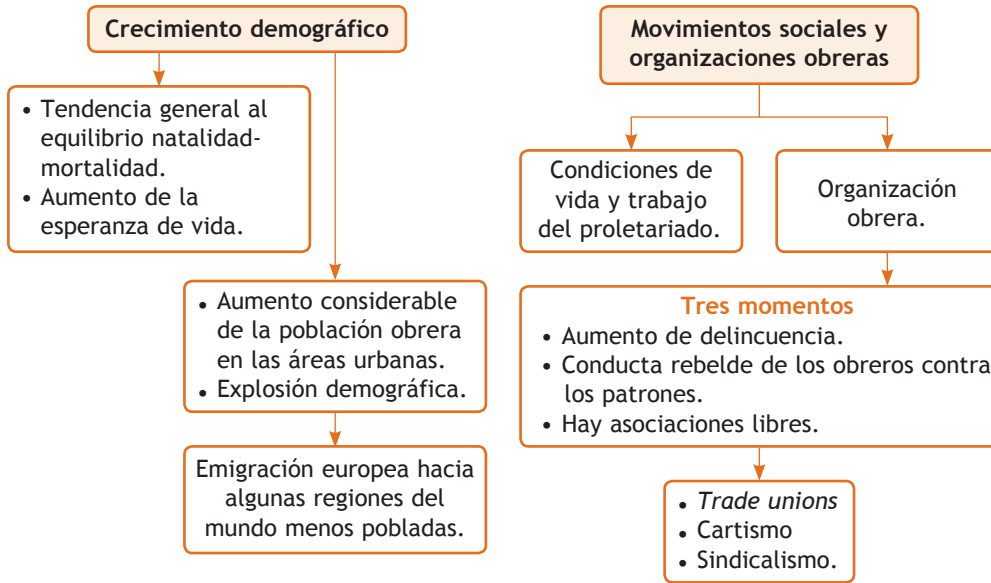 Crecimiento demográfico
• Tendencia general al
equilibrio natalidad-
mortalidad.
• Aumento de la
esperanza de vida.
• Aumento considerable
de la población obrera
en las áreas urbanas.
• Explosión demográfica.
Emigración europea hacia
algunas regiones del
mundo menos pobladas.
Movimientos sociales y
organizaciones obreras
Condiciones de
vida y trabajo
del proletariado.
Organización
obrera.
Tres momentos
• Aumento de delincuencia.
• Conducta rebelde de los obreros contra
los patrones.
• Hay asociaciones libres.
• Trade unions
• Cartismo
• Sindicalismo.